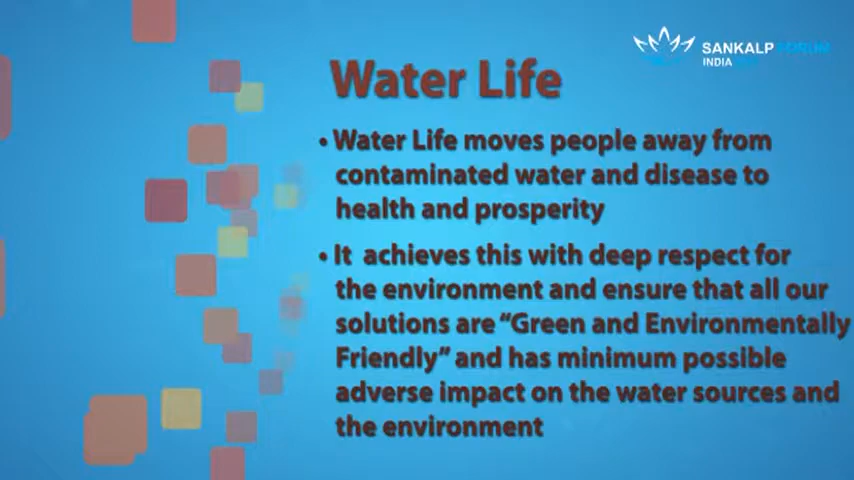 SANKALP FORUM
INDIA
Water Life
• Water Life moves people away from
contaminated water and disease to
health and prosperity
• It achieves this with deep respect for
the environment and ensure that all our
solutions are “Green and Environmentally
Friendly” and has minimum possible
adverse impact on the water sources and
the environment